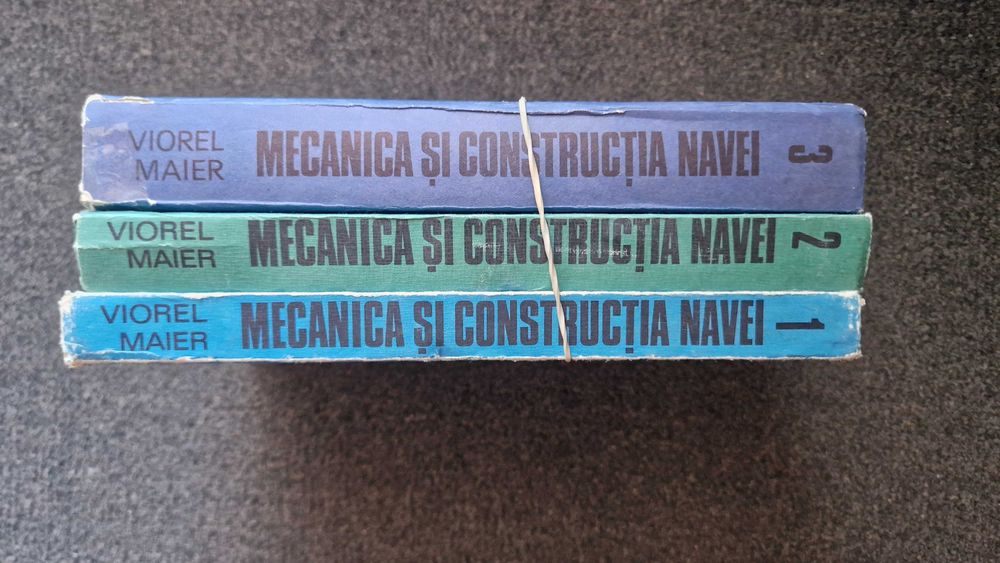 VIOREL
MAIER
MECANICA ȘI CONSTRUCȚIA NAVEI
3
VIOREL
MAIER
MECANICA ȘI CONSTRUCȚIA NAVEI
2
VIOREL
MAIER
MECANICA ȘI CONSTRUCȚIA NAVEI
1